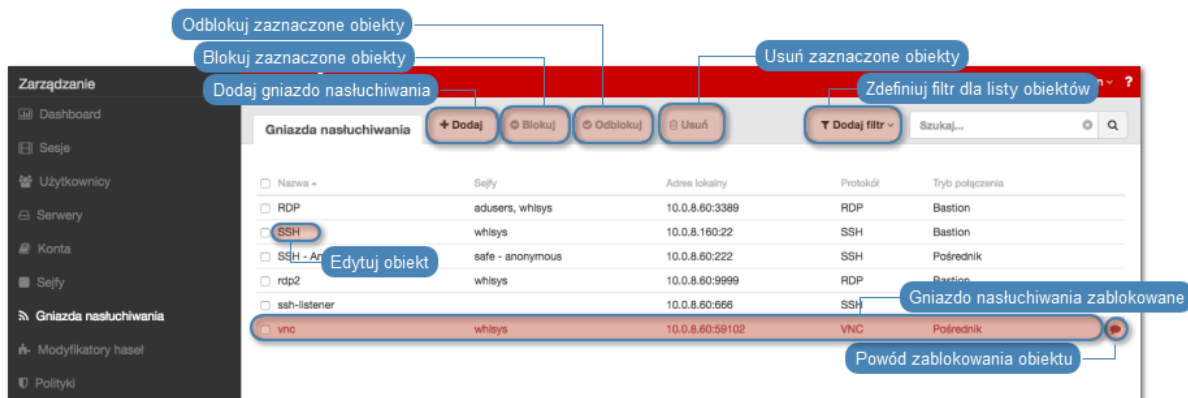 Odblokuj zaznaczone obiekty
Blokuj zaznaczone obiekty
Usuń zaznaczone obiekty
Zarządzanie
Dodaj gniazdo nasłuchiwania
Zdefiniuj filtr dla listy obiektów
?
Dashboard
Gniazda nasłuchiwania
+ Dodaj
Blokuj
Odblokuj
Usuń
Dodaj filtr
Szukaj...
Sesje
Użytkownicy
Nazwa Sejfy Adres lokalny Protokół Tryb połączenia
RDP adusers, whlsys 10.0.8.60:3389 RDP Bastion
Serwery
SSH whlsys 10.0.8.160:22 SSH Bastion
Konta
SSH - An safe - anonymous 10.0.8.60:222 SSH Pośrednik
Edytuj obiekt
Sejfy
rdp2 whlsys 10.0.8.60:9999 RDP Bastion
Gniazdo nasłuchiwania zablokowane
ssh-listener 10.0.8.60:666 SSH
Gniazda nasłuchiwania
vnc whlsys 10.0.8.60:59102 VNC Pośrednik
Modyfikatory haseł
Powód zablokowania obiektu
Polityki